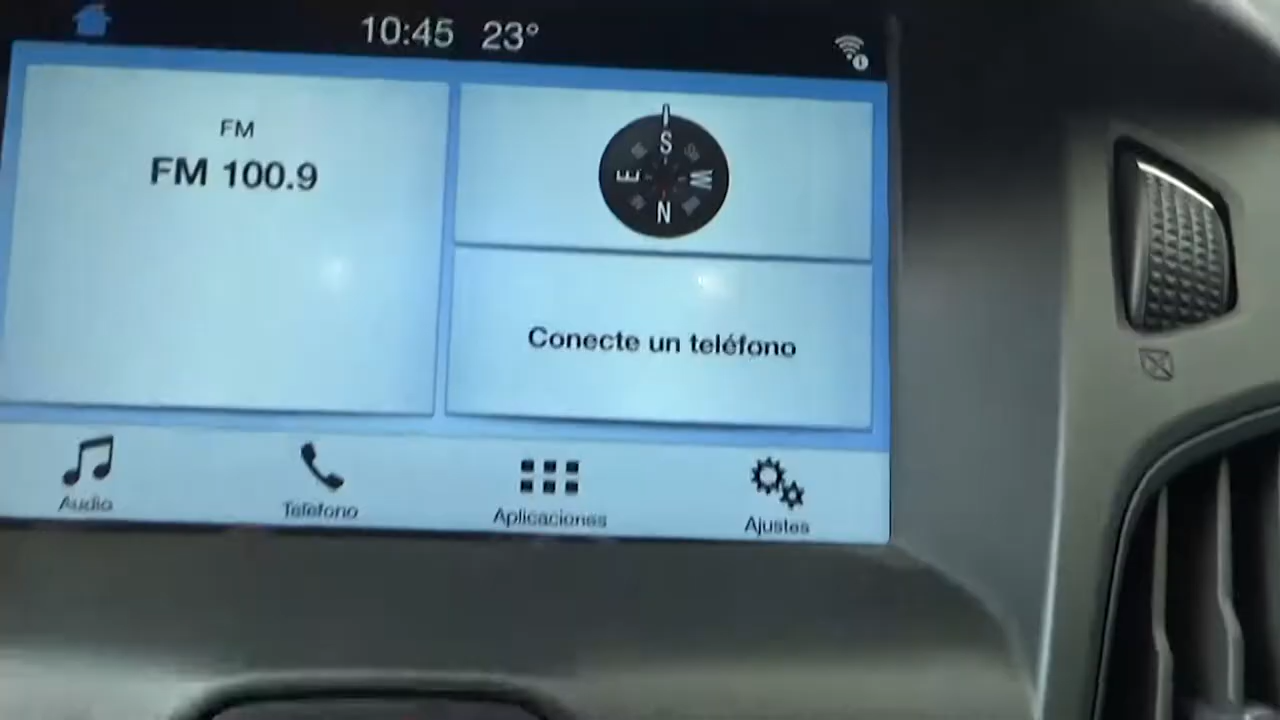 10:45 23°
FM
FM 100.9
S
E W
N
Conecte un teléfono
Audio Teléfono Aplicaciones Ajustes